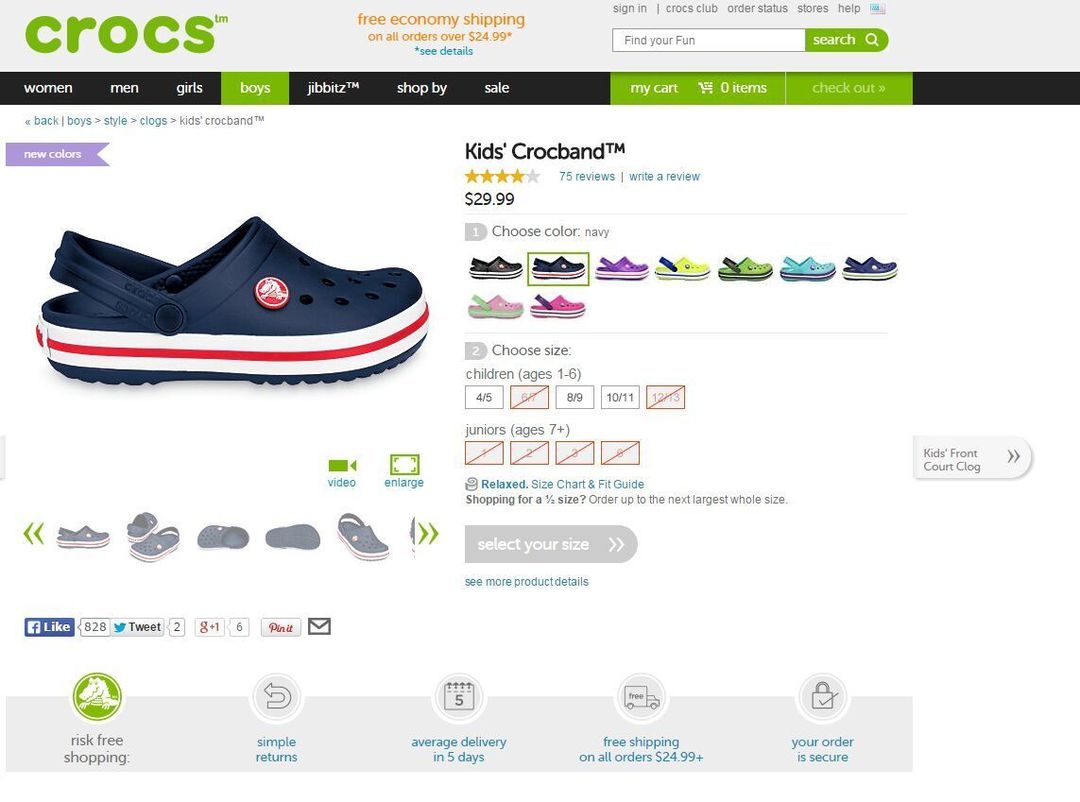 crocs™
free economy shipping
on all orders over $24.99*
*see details
sign in | crocs club order status stores help
Find your Fun
search
women men girls boys jibbitz™ shop by sale
my cart 0 items check out »
« back | boys > style > clogs > kids' crocband™
new colors
Kids' Crocband™
75 reviews | write a review
$29.99
1 Choose color: navy
2 Choose size:
children (ages 1-6)
4/5 6/7 8/9 10/11 12/13
juniors (ages 7+)
1 2 3
Relaxed. Size Chart & Fit Guide
Shopping for a ½ size? Order up to the next largest whole size.
select your size
see more product details
Kids' Front
Court Clog
video enlarge
Like 828 Tweet 2 g+1 6 Pin it
risk free
shopping:
simple
returns
5
average delivery
in 5 days
free
free shipping
on all orders $24.99+
your order
is secure